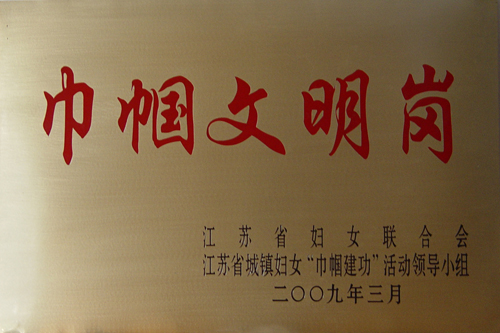 巾帼文明岗
江苏省妇女联合会
江苏省城镇妇女“巾帼建功”活动领导小组
二〇〇九年三月